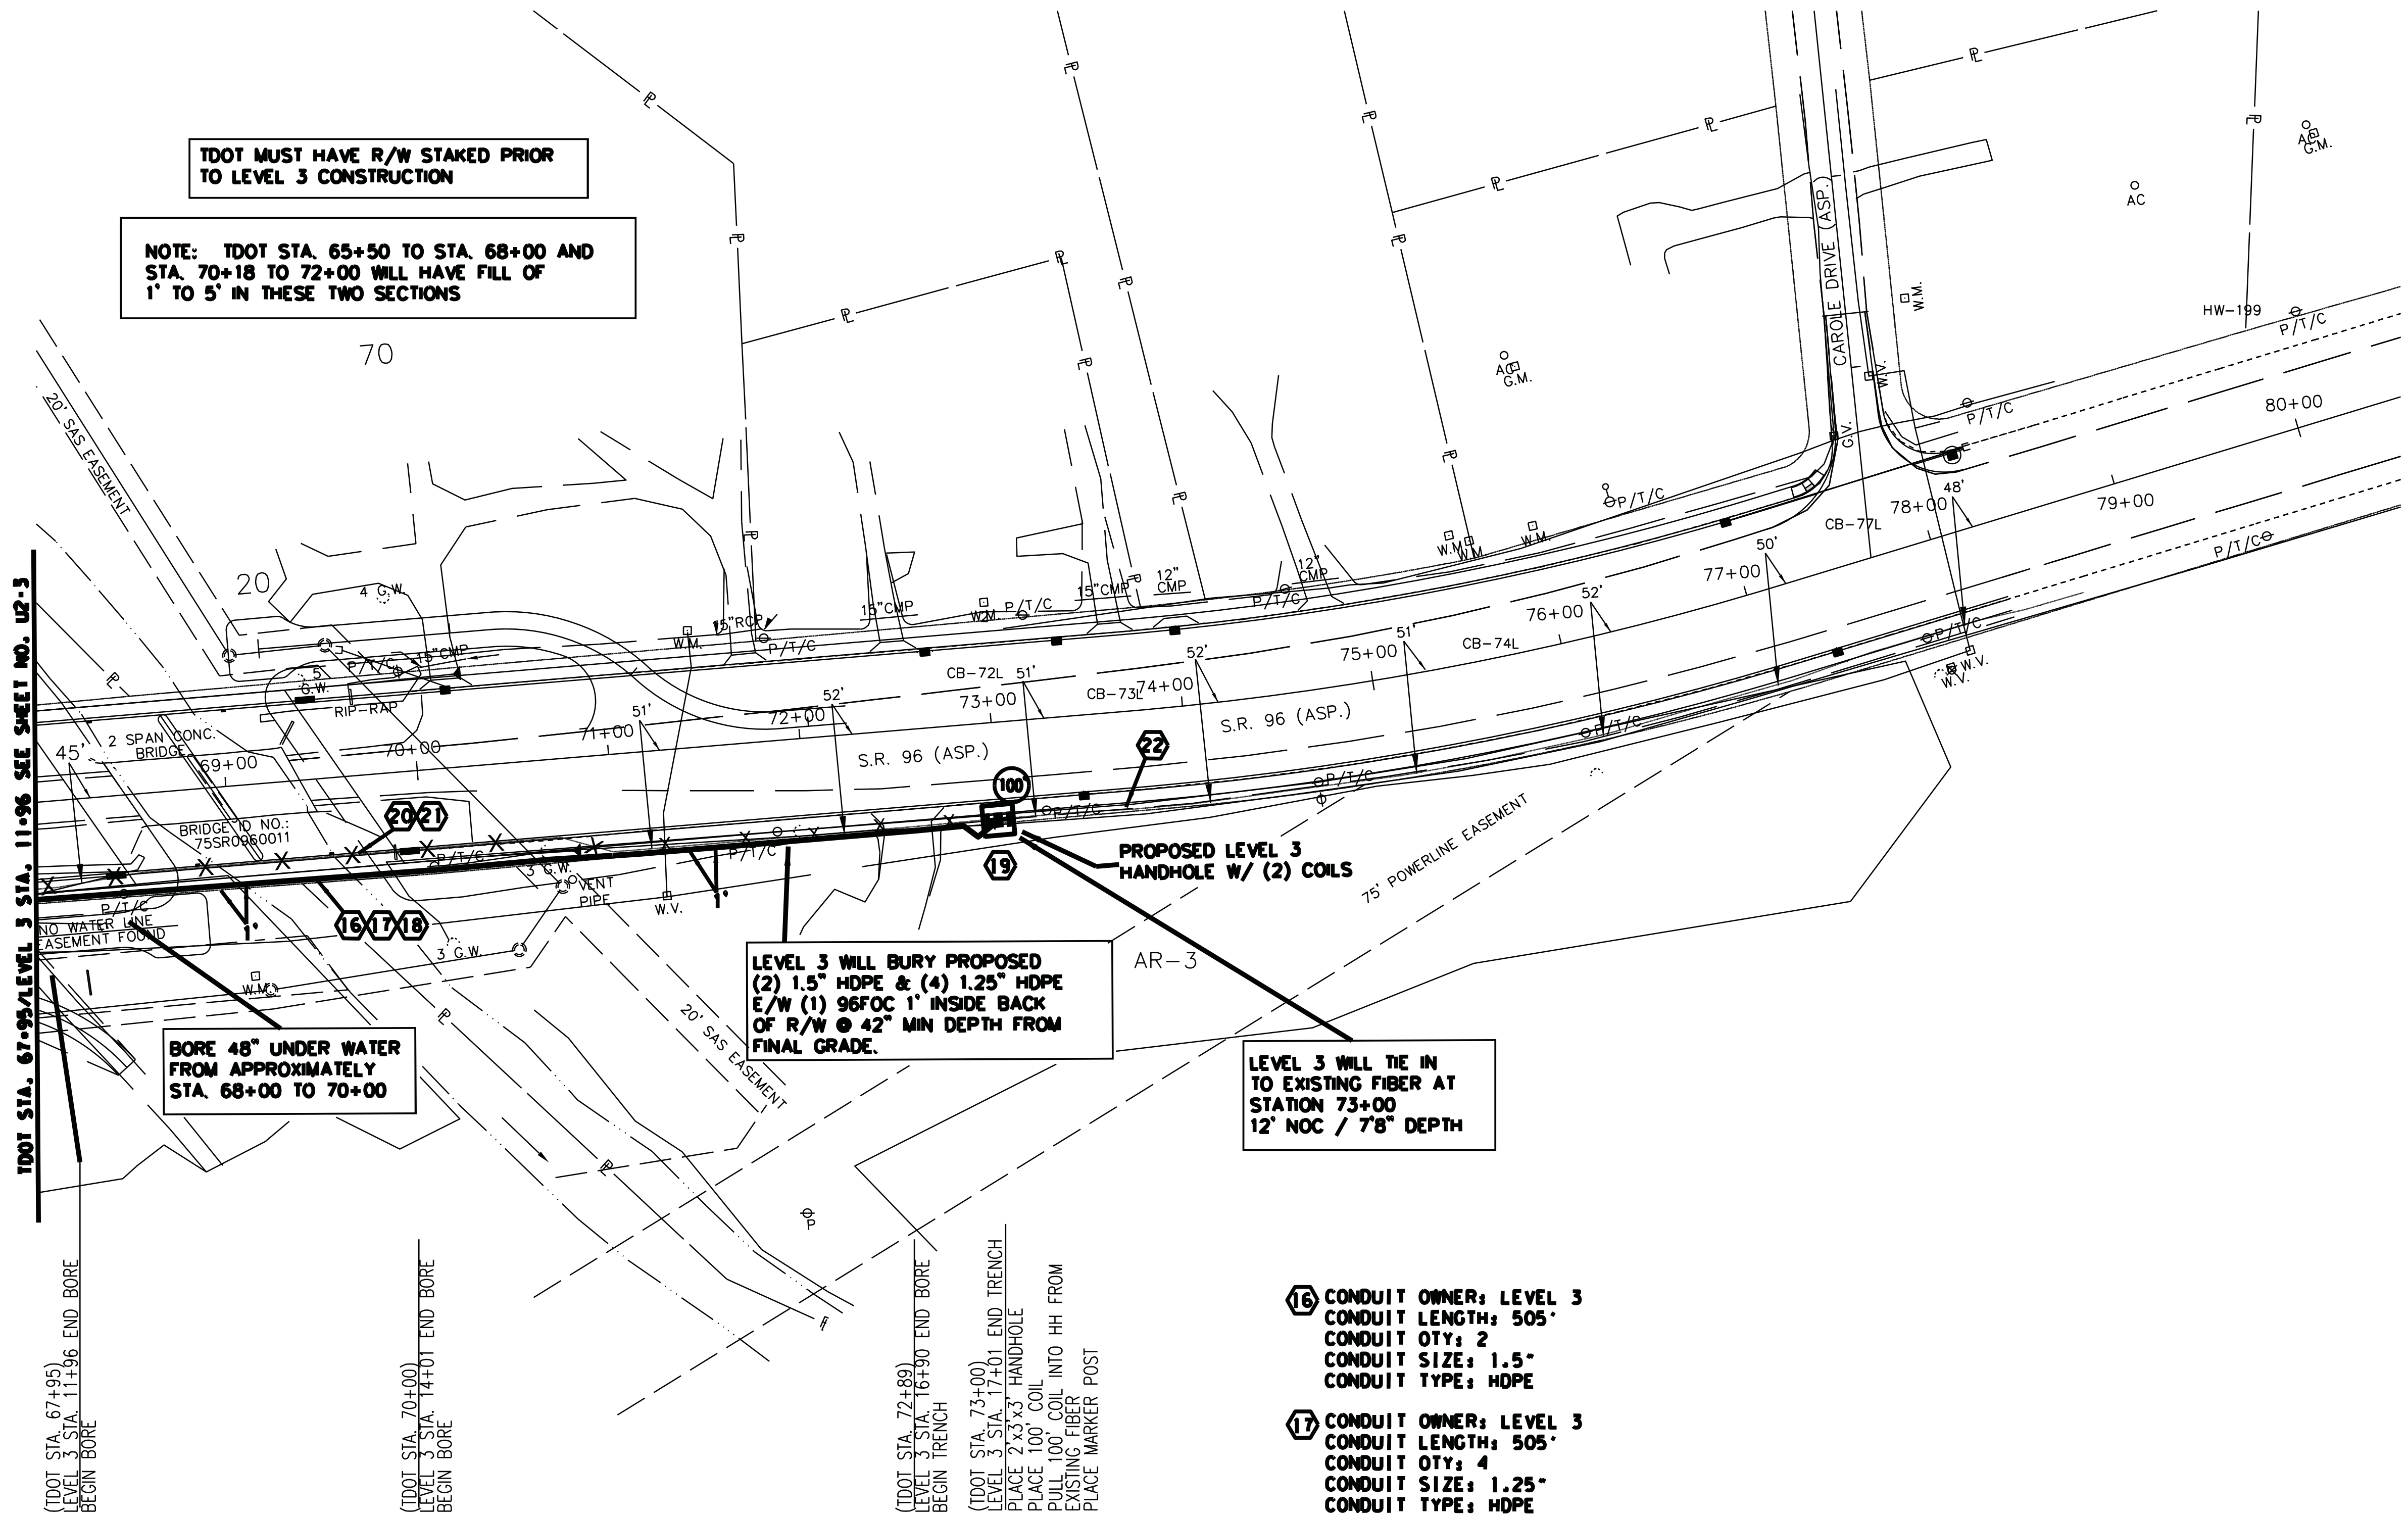 TDOT MUST HAVE R/W STAKED PRIOR
TO LEVEL 3 CONSTRUCTION
NOTE: TDOT STA. 65+50 TO STA. 68+00 AND
STA. 70+18 TO 72+00 WILL HAVE FILL OF
1' TO 5' IN THESE TWO SECTIONS
70
20
20' SAS EASEMENT
4 G.W.
5
G.W.
P/T/C
15"CMP
RIP-RAP
2 SPAN CONC.
BRIDGE
45'
69+00
70+00
71+00
51'
72+00
52'
73+00
51'
74+00
52'
75+00
51'
76+00
52'
77+00
50'
78+00
48'
79+00
80+00
W.M.
15"RCP
P/T/C
15"CMP
W.M.
P/T/C
15"CMP
12"
CMP
12"
CMP
P/T/C
W.M.
W.M
W.M.
P/T/C
CB-72L
CB-73L
CB-74L
CB-77L
S.R. 96 (ASP.)
S.R. 96 (ASP.)
CAROLE DRIVE (ASP.)
AC
G.M.
AC
AC
G.M.
W.M.
W.V.
G.V.
HW-199
P/T/C
P/T/C
P/T/C
P/T/C
W.V.
W.V.
P/T/C
P/T/C
P/T/C
BRIDGE ID NO.:
75SR0960011
20
21
22
100'
19
16
17
18
P/T/C
P/T/C
P/T/C
3 G.W.
VENT
PIPE
W.V.
1'
1'
NO WATER LINE
EASEMENT FOUND
3 G.W.
W.M.
PROPOSED LEVEL 3
HANDHOLE W/ (2) COILS
75' POWERLINE EASEMENT
AR-3
20' SAS EASEMENT
P
LEVEL 3 WILL BURY PROPOSED
(2) 1.5" HDPE & (4) 1.25" HDPE
E/W (1) 96FOC 1' INSIDE BACK
OF R/W @ 42" MIN DEPTH FROM
FINAL GRADE.
BORE 48" UNDER WATER
FROM APPROXIMATELY
STA. 68+00 TO 70+00
LEVEL 3 WILL TIE IN
TO EXISTING FIBER AT
STATION 73+00
12' NOC / 7'8" DEPTH
TDOT STA. 67+95/LEVEL 3 STA. 11+96 SEE SHEET NO. U2-3
(TDOT STA. 67+95)
LEVEL 3 STA. 11+96 END BORE
BEGIN BORE
(TDOT STA. 70+00)
LEVEL 3 STA. 14+01 END BORE
BEGIN BORE
(TDOT STA. 72+89)
LEVEL 3 STA. 16+90 END BORE
BEGIN TRENCH
(TDOT STA. 73+00)
LEVEL 3 STA. 17+01 END TRENCH
PLACE 2'x3'x3' HANDHOLE
PLACE 100' COIL
PULL 100' COIL INTO HH FROM
EXISTING FIBER
PLACE MARKER POST
16 CONDUIT OWNER: LEVEL 3
CONDUIT LENGTH: 505'
CONDUIT QTY: 2
CONDUIT SIZE: 1.5"
CONDUIT TYPE: HDPE
17 CONDUIT OWNER: LEVEL 3
CONDUIT LENGTH: 505'
CONDUIT QTY: 4
CONDUIT SIZE: 1.25"
CONDUIT TYPE: HDPE